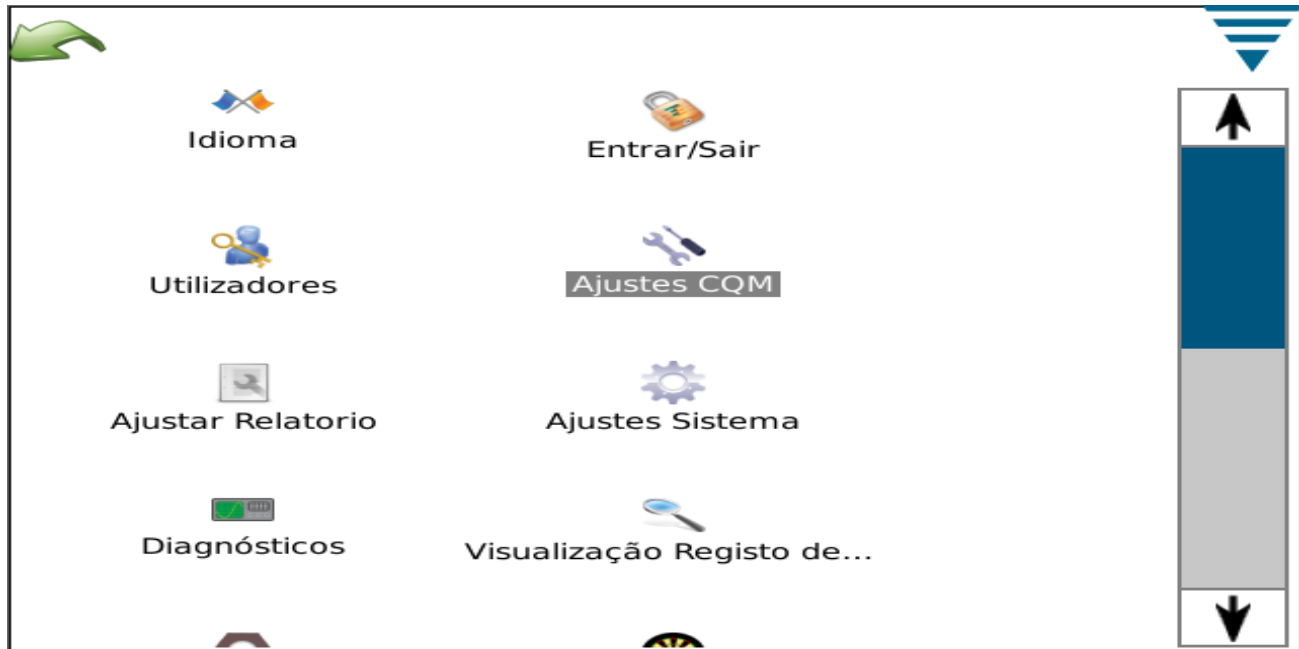 Idioma
Entrar/Sair
Utilizadores
Ajustes CQM
Ajustar Relatorio
Ajustes Sistema
Diagnósticos
Visualização Registo de...